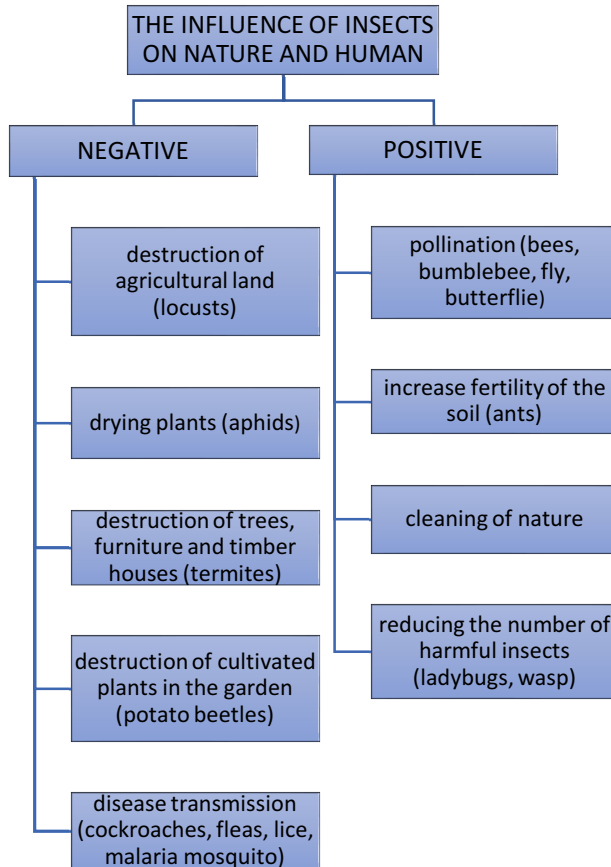 THE INFLUENCE OF INSECTS
ON NATURE AND HUMAN
NEGATIVE
destruction of
agricultural land
(locusts)
drying plants (aphids)
destruction of trees,
furniture and timber
houses (termites)
destruction of cultivated
plants in the garden
(potato beetles)
disease transmission
(cockroaches, fleas, lice,
malaria mosquito)
POSITIVE
pollination (bees,
bumblebee, fly,
butterflie)
increase fertility of the
soil (ants)
cleaning of nature
reducing the number of
harmful insects
(ladybugs, wasp)